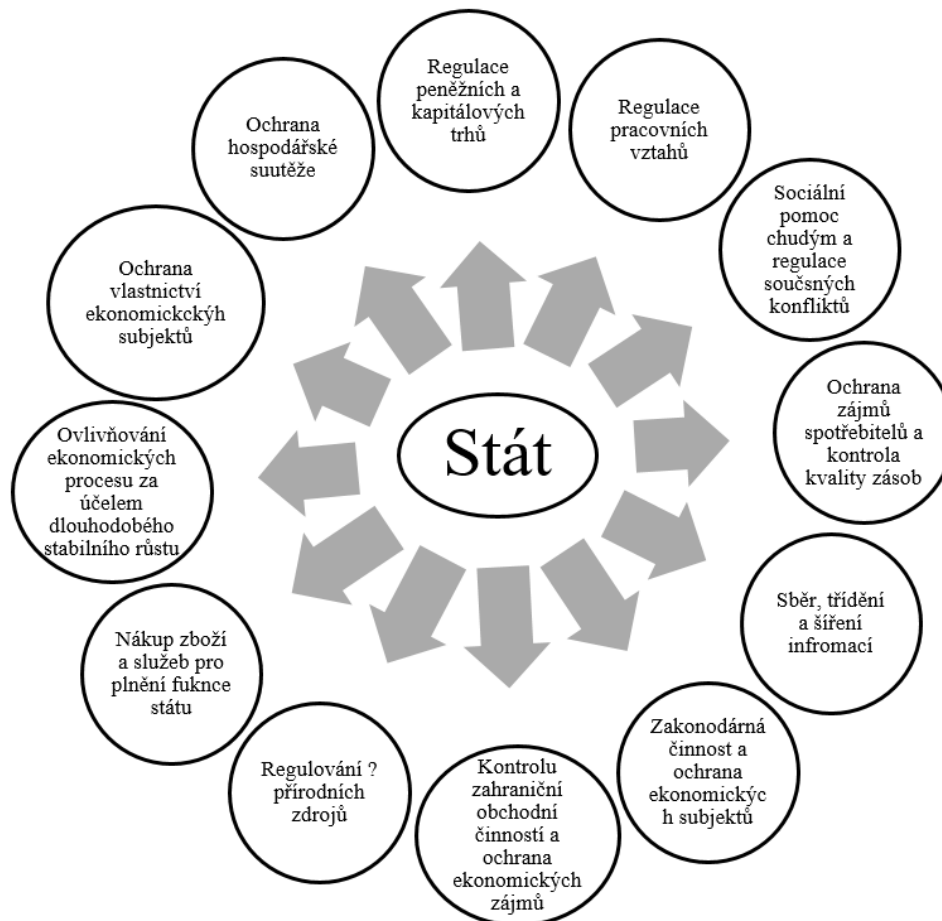 Regulace
peněžních a
kapitálových
trhů
Regulace
pracovních
vztahů
Sociální
pomoc
chudým a
regulace
součsných
konfliktů
Ochrana
zájmů
spotřebitelů a
kontrola
kvality zásob
Sběr, třídění
a šíření
infromací
Zakonodárná
činnost a
ochrana
ekonomickýc
h subjektů
Kontrolu
zahraniční
obchodní
činností a
ochrana
ekonomických
zájmů
Regulování ?
přírodních
zdrojů
Nákup zboží
a služeb pro
plnění fuknce
státu
Ovlivňování
ekonomických
procesu za
účelem
dlouhodobého
stabilního růstu
Ochrana
vlastnictví
ekonomickckýh
subjektů
Ochrana
hospodářské
suutěže
Stát